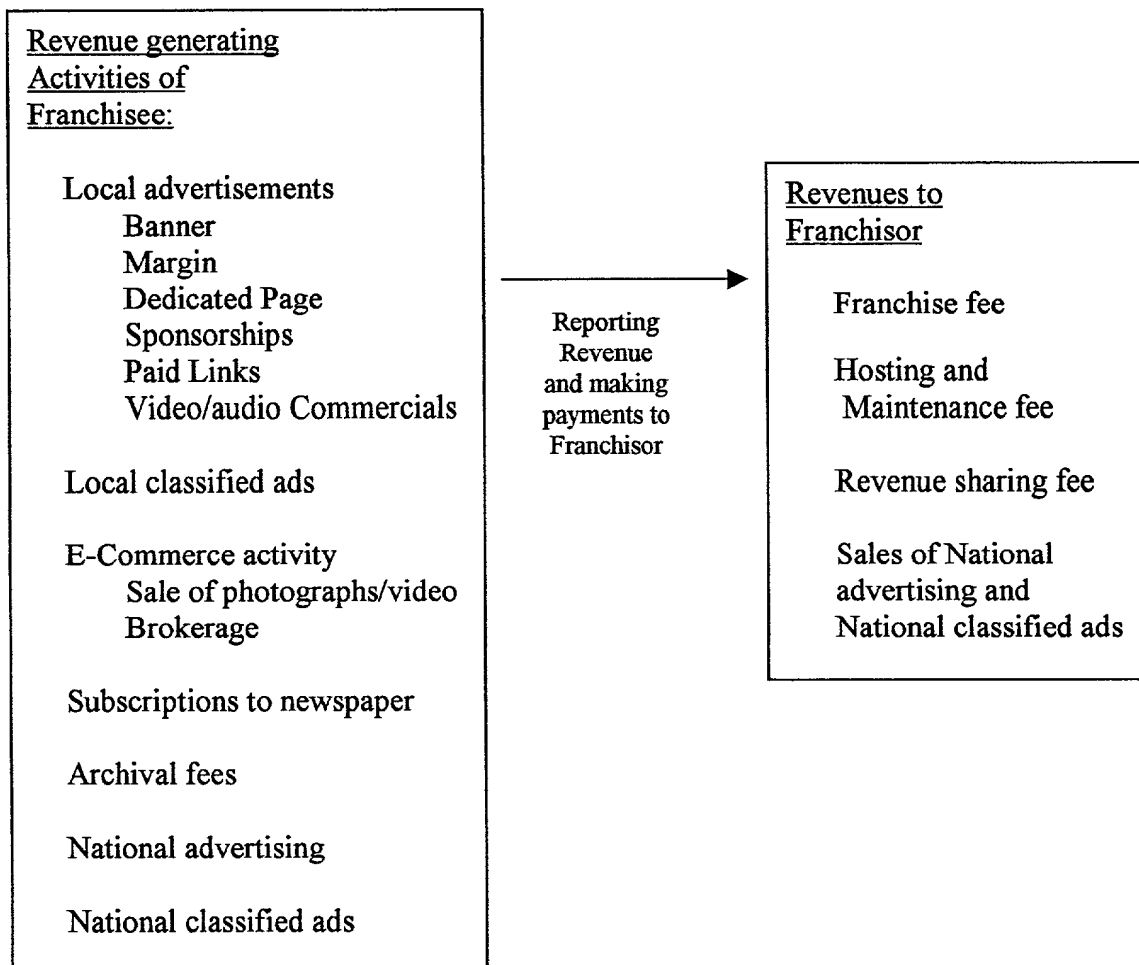 Revenue generating
Activities of
Franchisee:
Local advertisements
Banner
Margin
Dedicated Page
Sponsorships
Paid Links
Video/audio Commercials
Local classified ads
E-Commerce activity
Sale of photographs/video
Brokerage
Subscriptions to newspaper
Archival fees
National advertising
National classified ads
Reporting
Revenue
and making
payments to
Franchisor
Revenues to
Franchisor
Franchise fee
Hosting and
Maintenance fee
Revenue sharing fee
Sales of National
advertising and
National classified ads